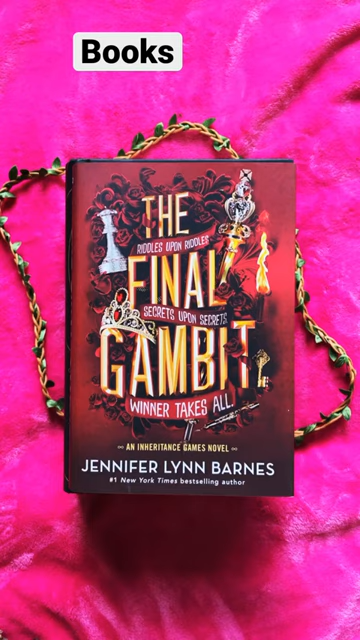 Books
THE
RIDDLES UPON RIDDLES
FINAL
SECRETS UPON SECRETS
GAMBIT
WINNER TAKES ALL.
AN INHERITANCE GAMES NOVEL
JENNIFER LYNN BARNES
#1 New York Times bestselling author